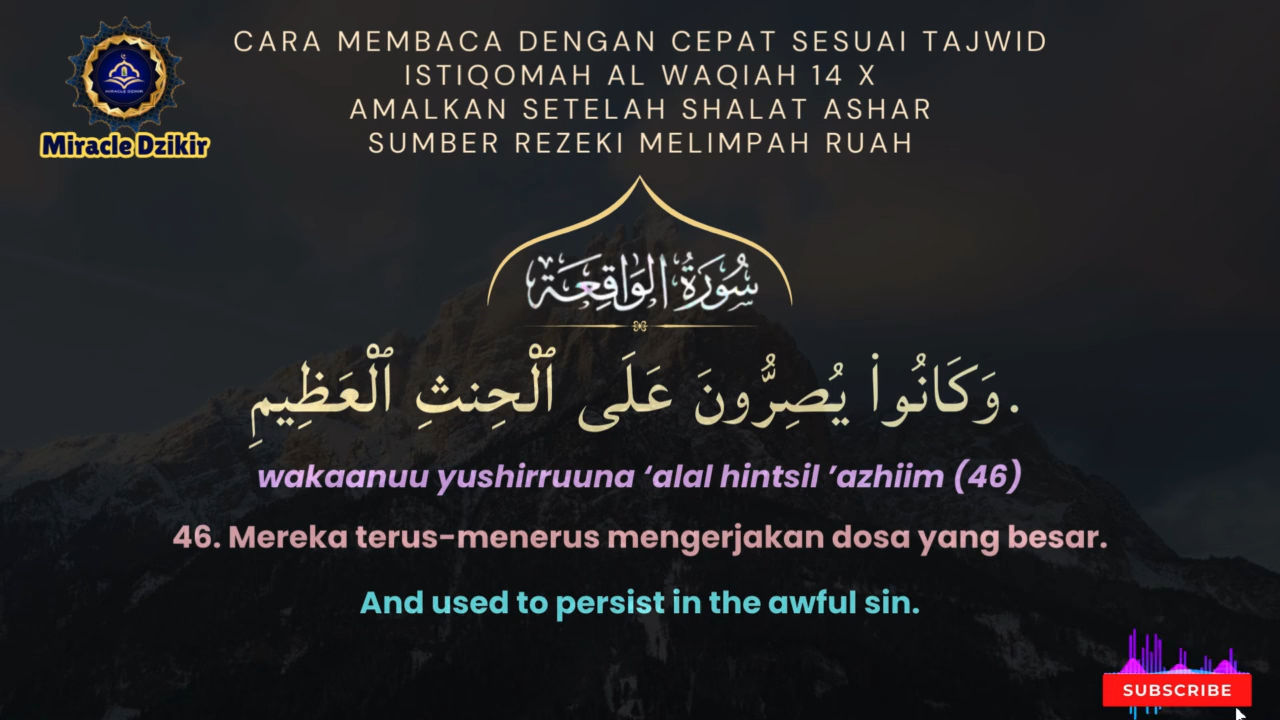 CARA MEMBACA DENGAN CEPAT SESUAI TAJWID
ISTIQOMAH AL WAQIAH 14 X
AMALKAN SETELAH SHALAT ASHAR
SUMBER REZEKI MELIMPAH RUAH
MIRACLE DZIKIR
Miracle Dzikir
سُورَةُ الوَاقِعَة
وَكَانُوا۟ يُصِرُّونَ عَلَى ٱلْحِنثِ ٱلْعَظِيمِ.
wakaanuu yushirruuna ‘alal hintsil ’azhiim (46)
46. Mereka terus-menerus mengerjakan dosa yang besar.
And used to persist in the awful sin.
SUBSCRIBE